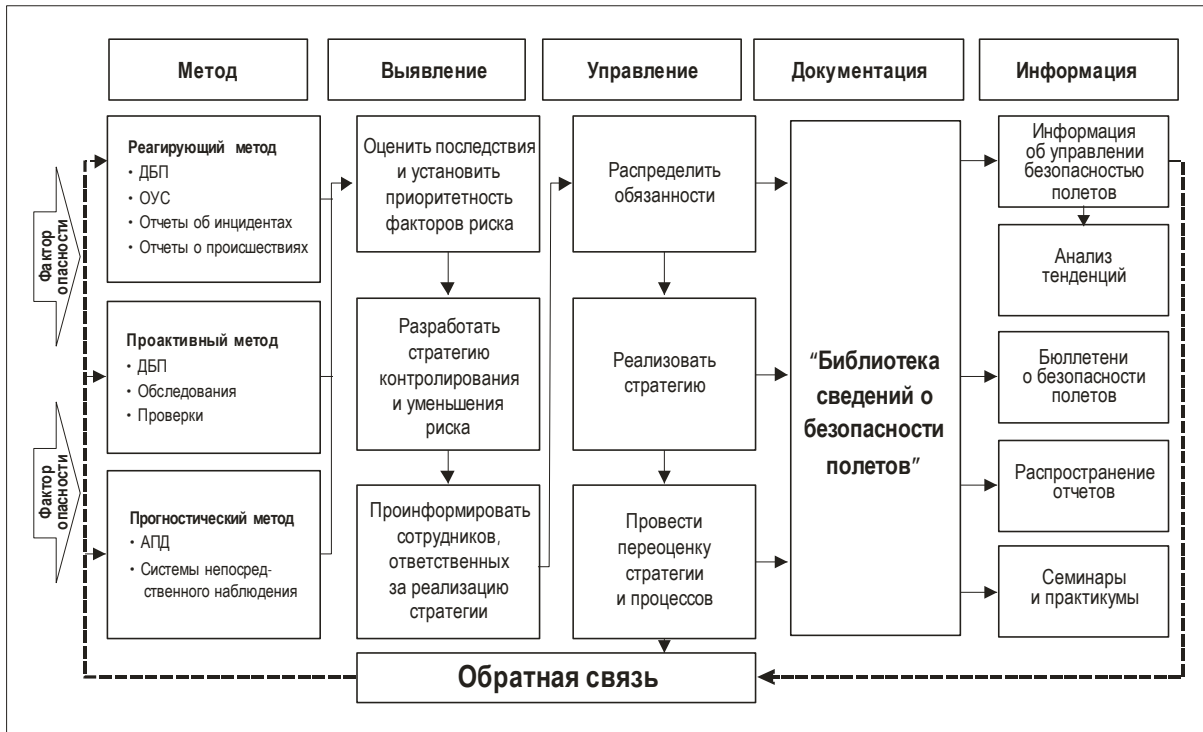 Метод
Выявление
Управление
Документация
Информация
Фактор
опасности
Фактор
опасности
Реагирующий метод
• ДБП
• ОУС
• Отчеты об инцидентах
• Отчеты о происшествиях
Проактивный метод
• ДБП
• Обследования
• Проверки
Прогностический метод
• АПД
• Системы непосред-
ственного наблюдения
Оценить последствия
и установить
приоритетность
факторов риска
Разработать
стратегию
контролирования
и уменьшения
риска
Проинформировать
сотрудников,
ответственных
за реализацию
стратегии
Распределить
обязанности
Реализовать
стратегию
Провести
переоценку
стратегии
и процессов
“Библиотека
сведений о
безопасности
полетов”
Информация
об управлении
безопасностью
полетов
Анализ
тенденций
Бюллетени
о безопасности
полетов
Распространение
отчетов
Семинары
и практикумы
Обратная связь